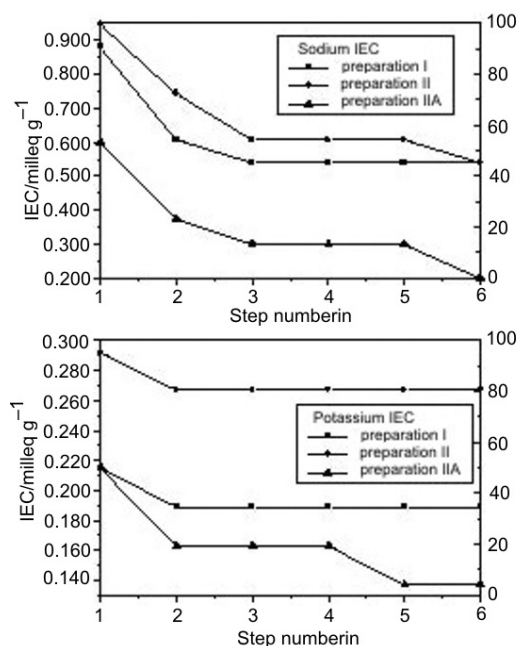 0.900
0.800
0.700
0.600
0.500
0.400
0.300
0.200
IEC/milleq g⁻¹
Sodium IEC
preparation I
preparation II
preparation IIA
100
80
60
40
20
0
1 2 3 4 5 6
Step numberin
0.300
0.280
0.260
0.240
0.220
0.200
0.190
0.160
0.140
IEC/milleq g⁻¹
Potassium IEC
preparation I
preparation II
preparation IIA
100
80
60
40
20
0
1 2 3 4 5 6
Step numberin